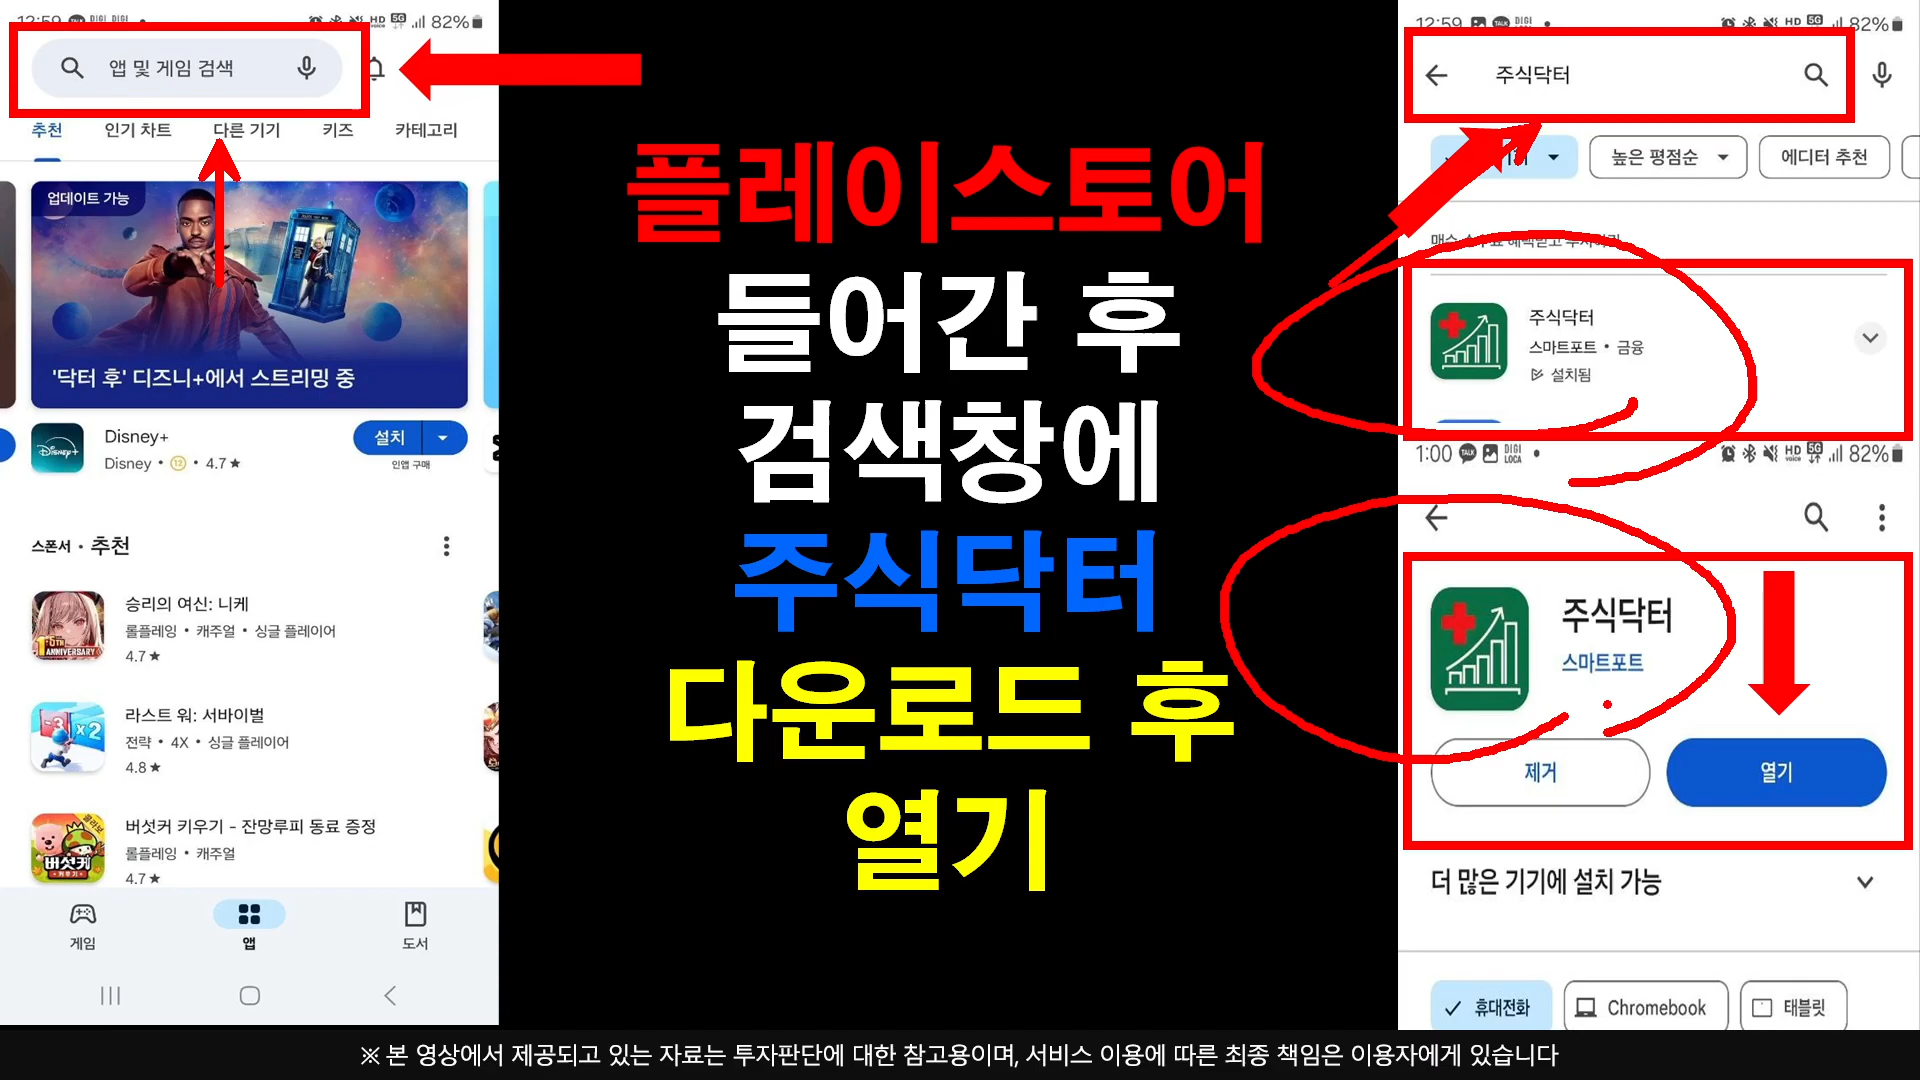 12:59
82%
앱 및 게임 검색
추천 인기 차트 다른 기기 키즈 카테고리
업데이트 가능
'닥터 후' 디즈니+에서 스트리밍 중
Disney+
Disney • 12 • 4.7★
설치
인앱 구매
스폰서 · 추천
승리의 여신: 니케
롤플레잉 • 캐주얼 • 싱글 플레이어
4.7★
라스트 워: 서바이벌
전략 • 4X • 싱글 플레이어
4.8★
버섯커 키우기 - 잔망루피 동료 증정
롤플레잉 • 캐주얼
4.7★
게임 앱 도서
플레이스토어
들어간 후
검색창에
주식닥터
다운로드 후
열기
12:59
82%
주식닥터
높은 평점순 에디터 추천
주식닥터
스마트포트 • 금융
설치됨
1:00 TALK DIGI LOCA HD voice 5G 82%
주식닥터
스마트포트
제거 열기
더 많은 기기에 설치 가능
휴대전화 Chromebook 태블릿
※ 본 영상에서 제공되고 있는 자료는 투자판단에 대한 참고용이며, 서비스 이용에 따른 최종 책임은 이용자에게 있습니다